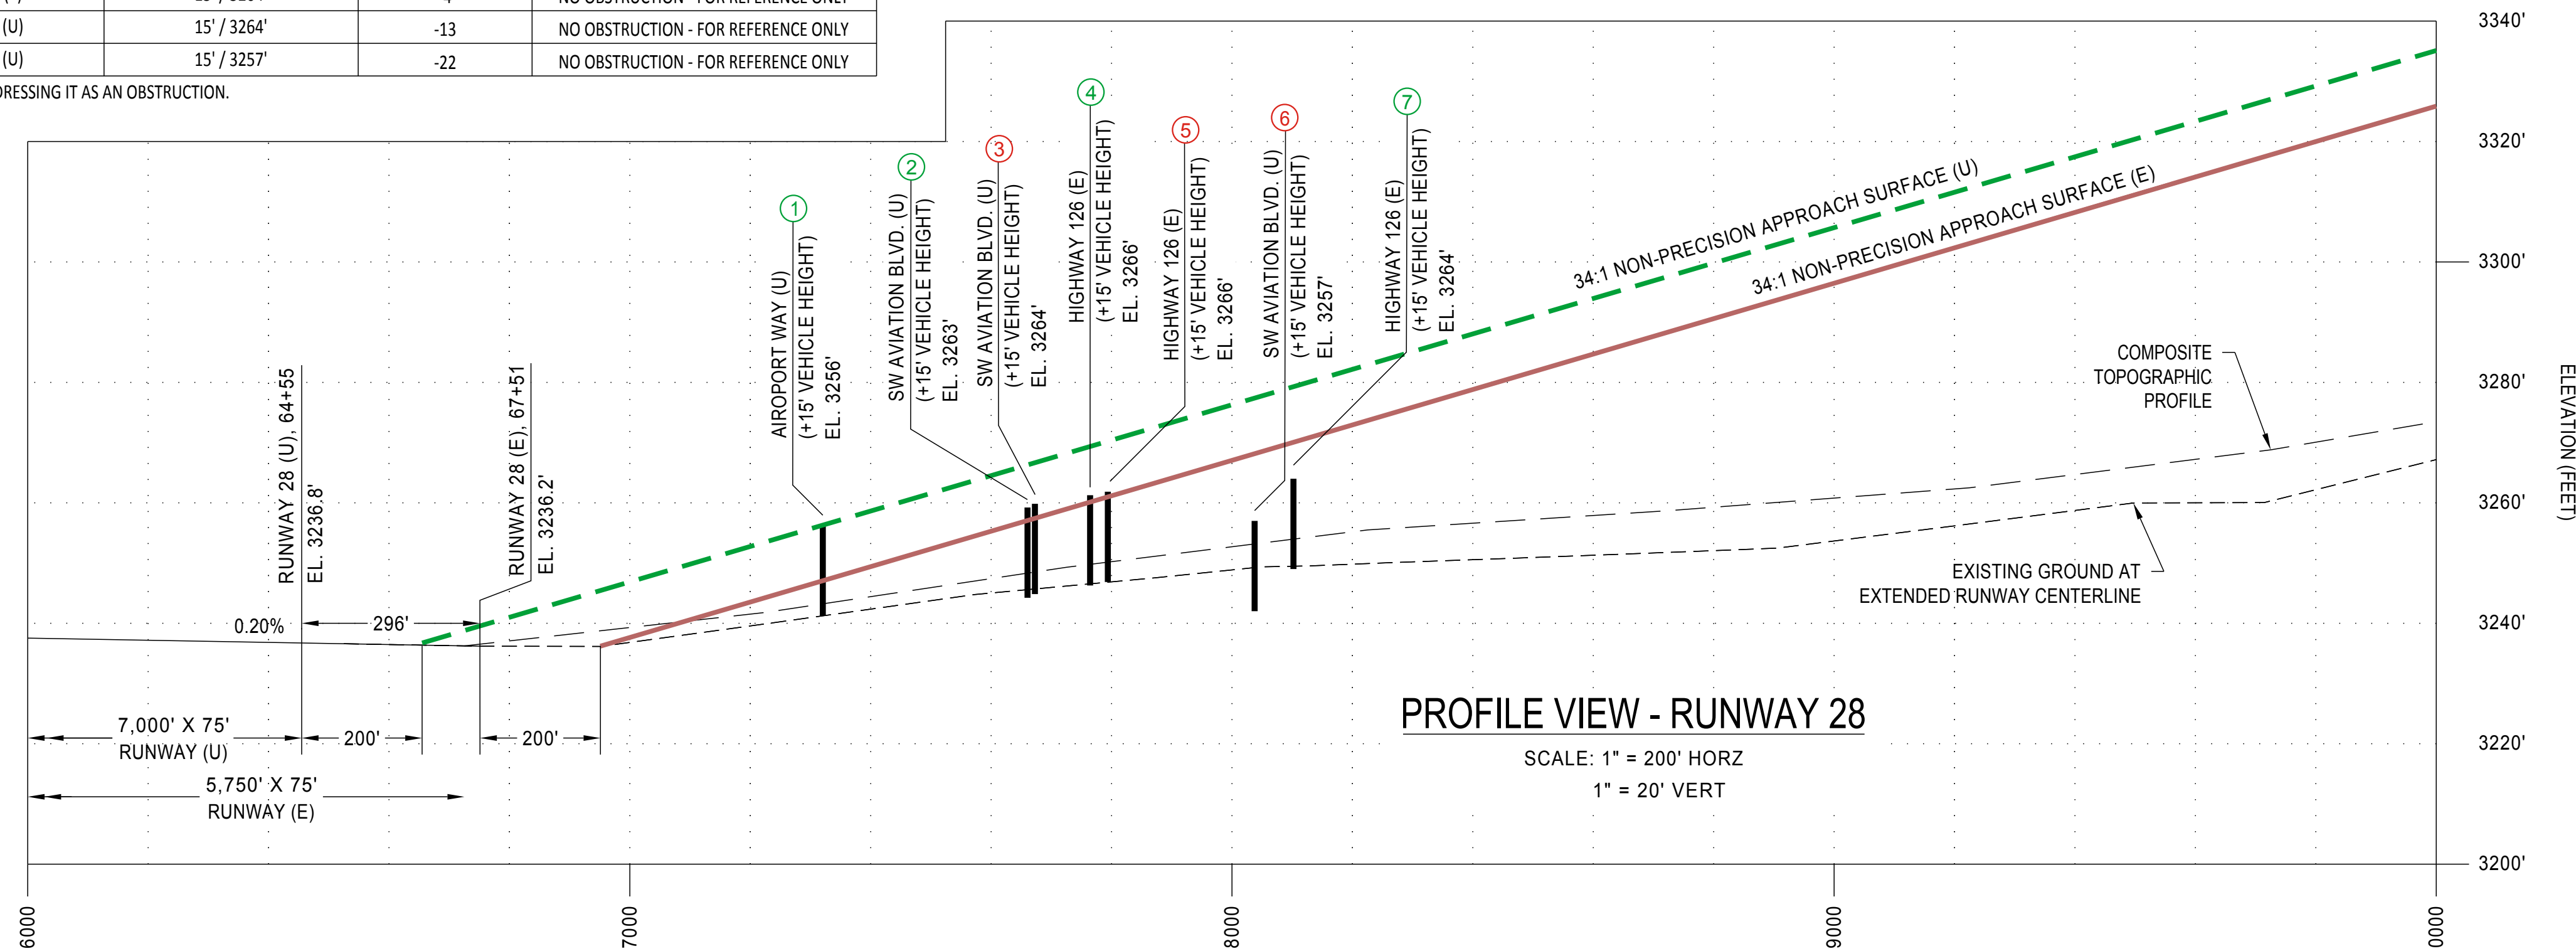 (U) 15' / 3264' -13 NO OBSTRUCTION - FOR REFERENCE ONLY
(U) 15' / 3257' -22 NO OBSTRUCTION - FOR REFERENCE ONLY
DRESSING IT AS AN OBSTRUCTION.
RUNWAY 28 (U), 64+55
EL. 3236.8'
RUNWAY 28 (E), 67+51
EL. 3236.2'
1
AIROPORT WAY (U)
(+15' VEHICLE HEIGHT)
EL. 3256'
2
SW AVIATION BLVD. (U)
(+15' VEHICLE HEIGHT)
EL. 3263'
3
SW AVIATION BLVD. (U)
(+15' VEHICLE HEIGHT)
EL. 3264'
4
HIGHWAY 126 (E)
(+15' VEHICLE HEIGHT)
EL. 3266'
5
HIGHWAY 126 (E)
(+15' VEHICLE HEIGHT)
EL. 3266'
6
SW AVIATION BLVD. (U)
(+15' VEHICLE HEIGHT)
EL. 3257'
7
HIGHWAY 126 (E)
(+15' VEHICLE HEIGHT)
EL. 3264'
34:1 NON-PRECISION APPROACH SURFACE (U)
34:1 NON-PRECISION APPROACH SURFACE (E)
COMPOSITE
TOPOGRAPHIC
PROFILE
EXISTING GROUND AT
EXTENDED RUNWAY CENTERLINE
0.20%
296'
7,000' X 75'
RUNWAY (U)
200'
200'
5,750' X 75'
RUNWAY (E)
PROFILE VIEW - RUNWAY 28
SCALE: 1" = 200' HORZ
1" = 20' VERT
3340'
3320'
3300'
3280'
3260'
3240'
3220'
3200'
ELEVATION (FEET)
6000
7000
8000
9000
0000